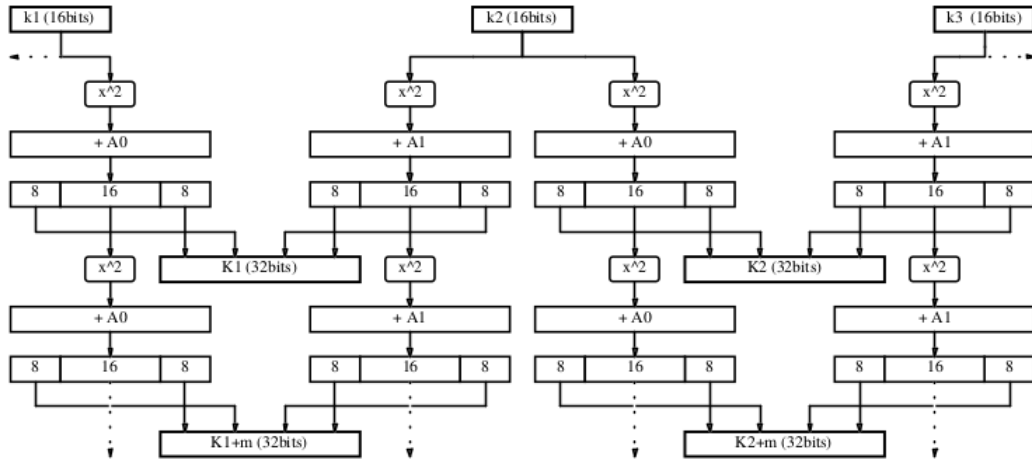 k1 (16bits) k2 (16bits) k3 (16bits)
x^2 x^2 x^2 x^2
+ A0 + A1 + A0 + A1
8 16 8 8 16 8 8 16 8 8 16 8
x^2 K1 (32bits) x^2 x^2 K2 (32bits) x^2
+ A0 + A1 + A0 + A1
8 16 8 8 16 8 8 16 8 8 16 8
K1+m (32bits) K2+m (32bits)